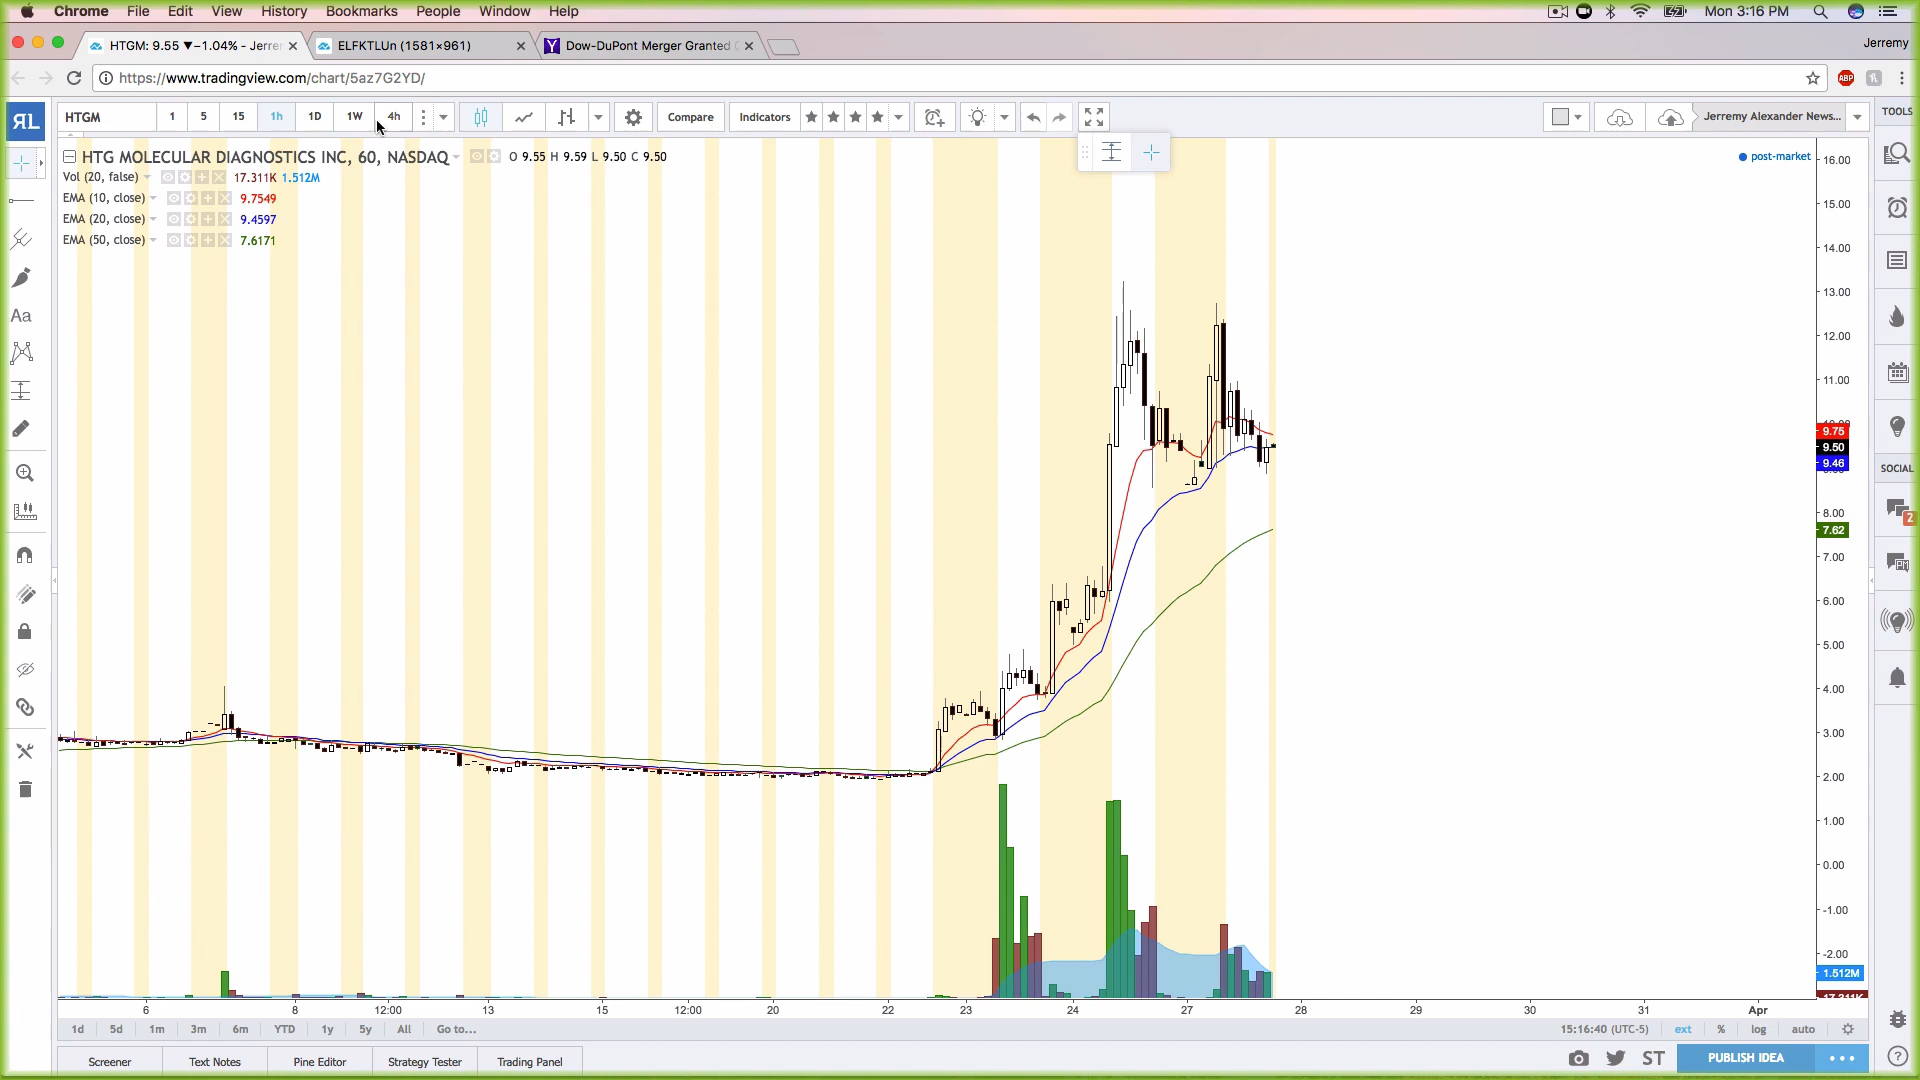 Chrome File Edit View History Bookmarks People Window Help Mon 3:16 PM
HTGM: 9.55 ▼−1.04% - Jerre ELFKTLUn (1581×961) Dow-DuPont Merger Granted Jerremy
https://www.tradingview.com/chart/5az7G2YD/ ABP
ЯL HTGM 1 5 15 1h 1D 1W 4h Compare Indicators Jerremy Alexander News... TOOLS
HTG MOLECULAR DIAGNOSTICS INC, 60, NASDAQ O 9.55 H 9.59 L 9.50 C 9.50 post-market
Vol (20, false) 17.311K 1.512M
EMA (10, close) 9.7549
EMA (20, close) 9.4597
EMA (50, close) 7.6171
Aa
16.00
15.00
14.00
13.00
12.00
11.00
9.75
9.50
9.46
8.00
7.62
7.00
6.00
5.00
4.00
3.00
2.00
1.00
0.00
-1.00
-2.00
1.512M
17.311K
SOCIAL
2
6 8 12:00 13 15 12:00 20 22 23 24 27 28 29 30 31 Apr
1d 5d 1m 3m 6m YTD 1y 5y All Go to... 15:16:40 (UTC-5) ext % log auto
Screener Text Notes Pine Editor Strategy Tester Trading Panel ST PUBLISH IDEA